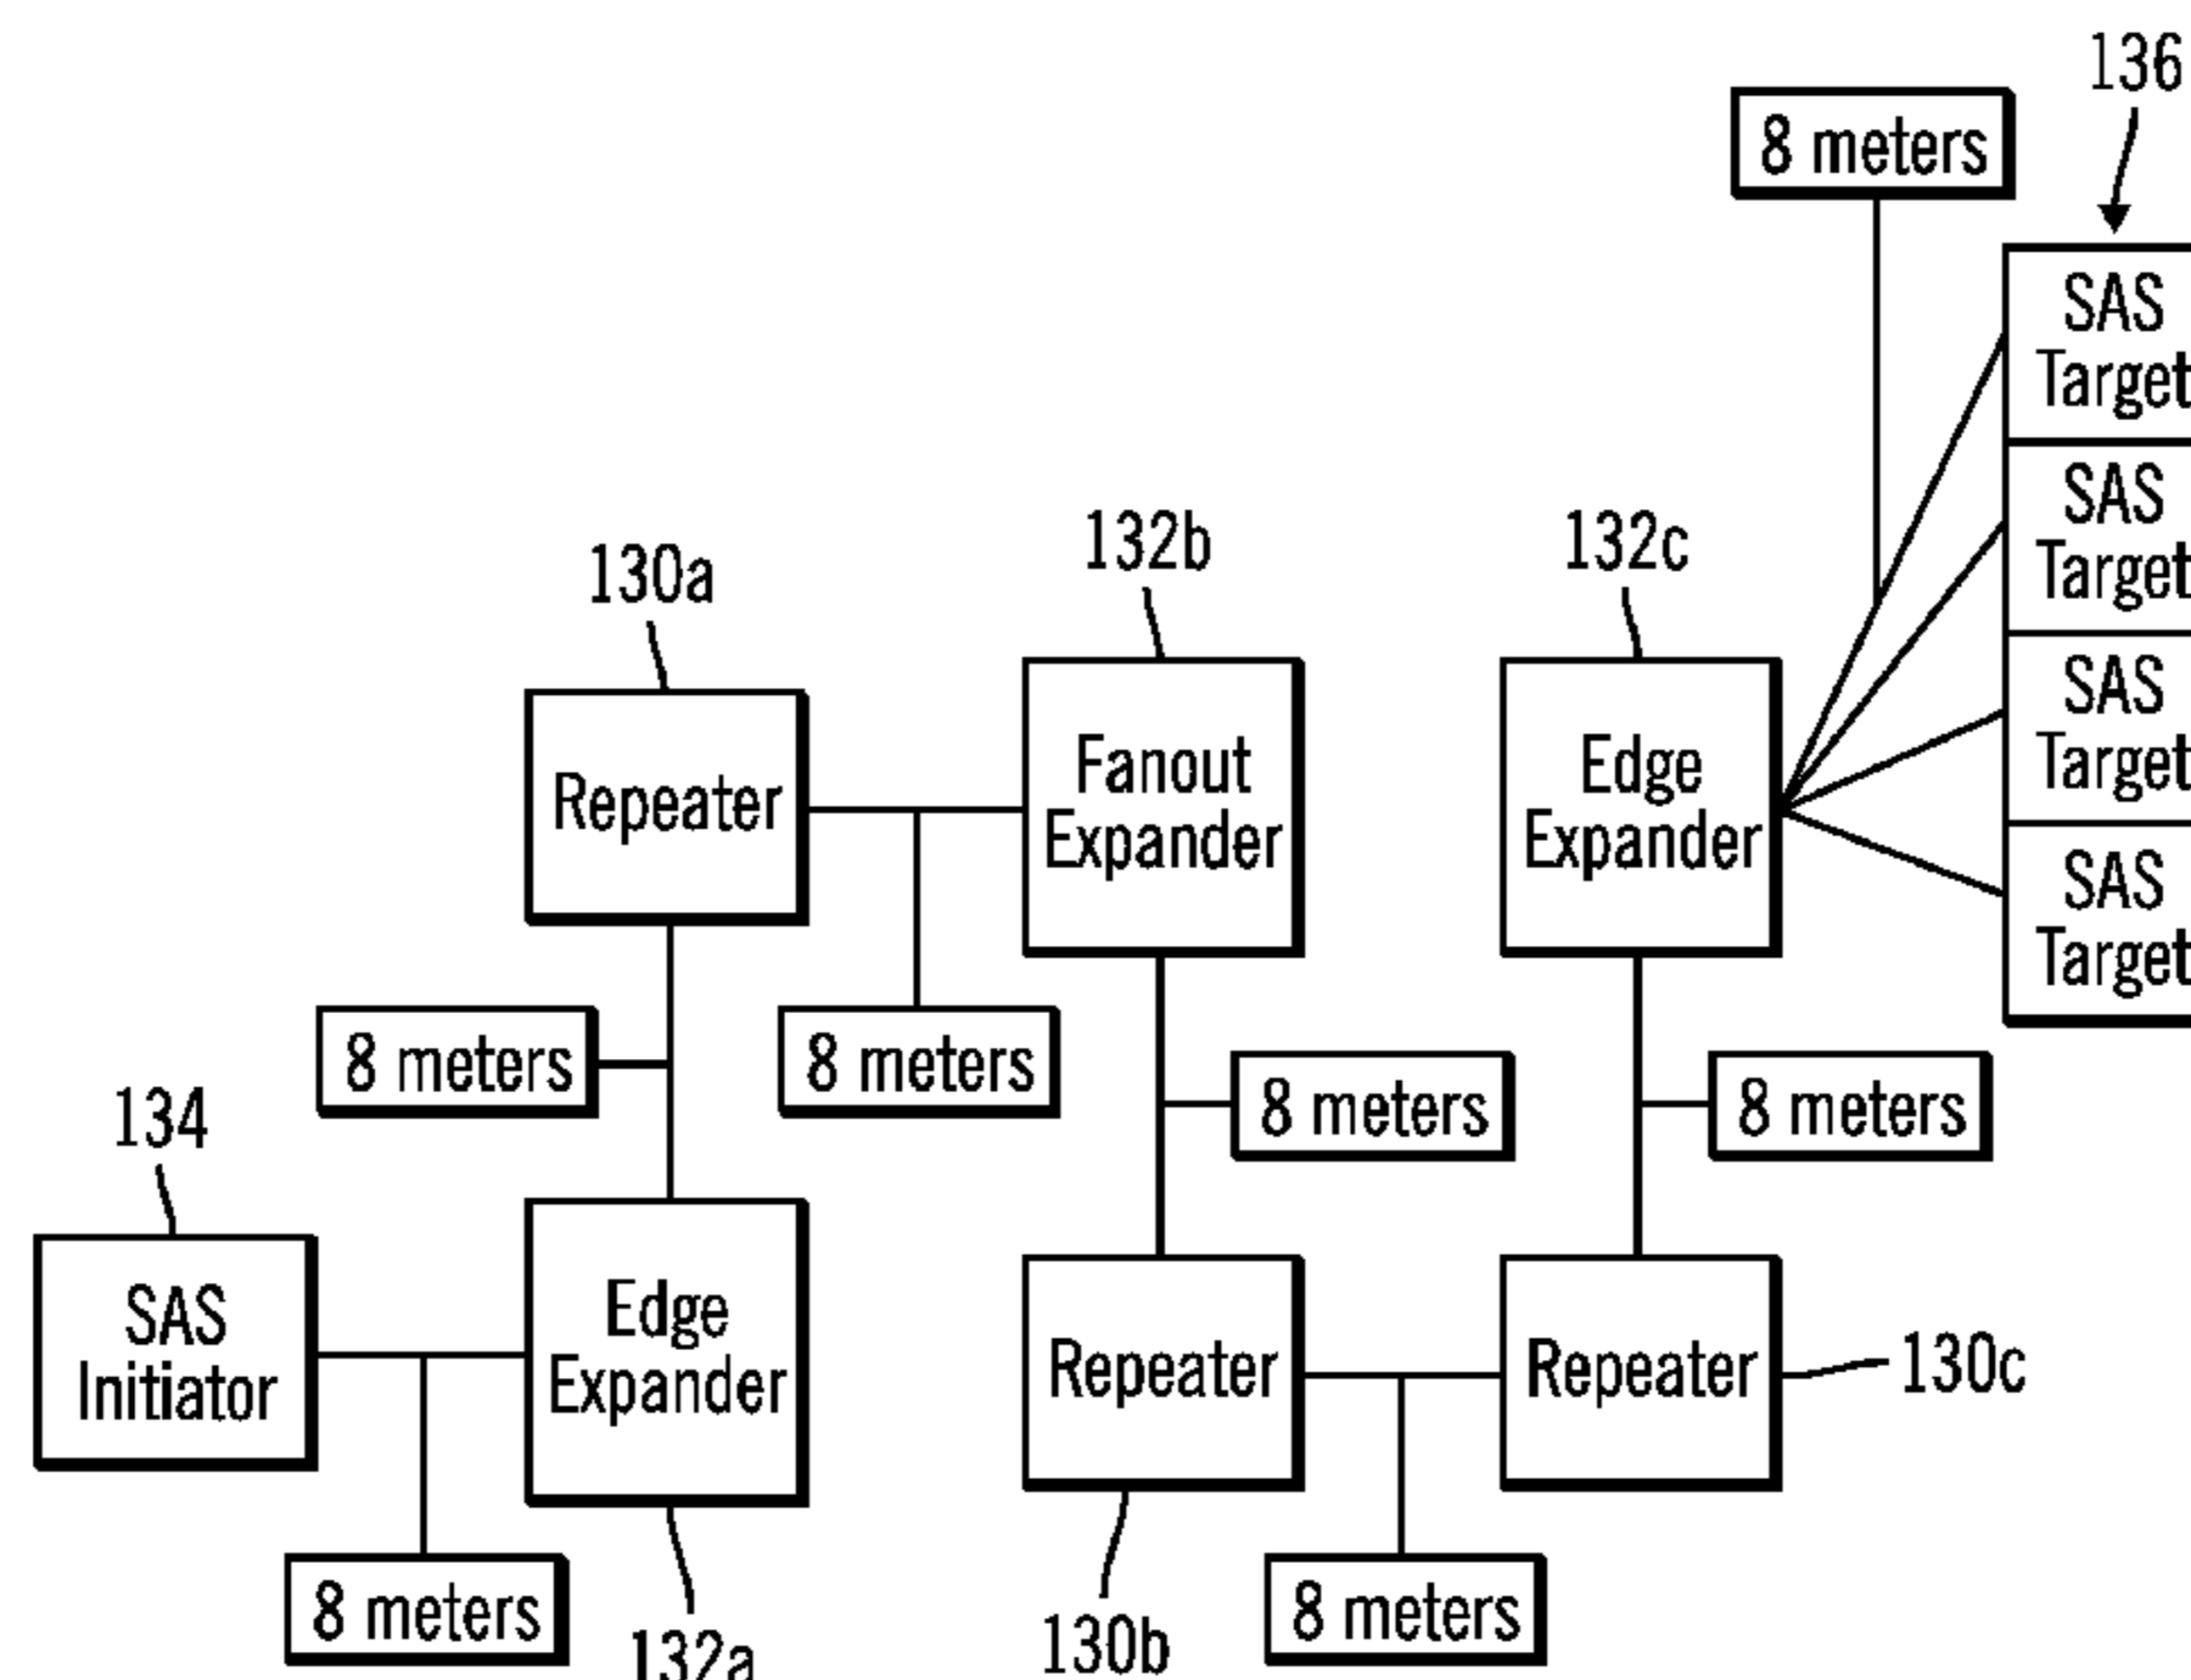 136
8 meters
SAS
Target
SAS
Target
SAS
Target
SAS
Target
132b
132c
130a
Fanout
Expander
Edge
Expander
Repeater
8 meters
8 meters
8 meters
8 meters
134
SAS
Initiator
Edge
Expander
Repeater
Repeater
130c
8 meters
132a
130b
8 meters